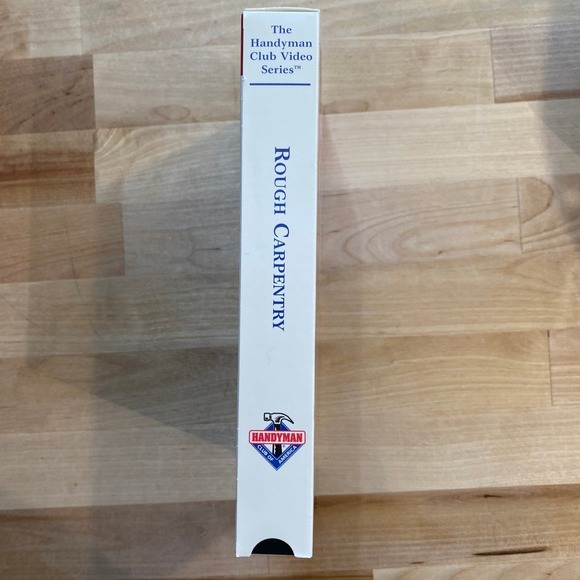 The
Handyman
Club Video
Series™
ROUGH CARPENTRY
HANDYMAN
CLUB OF AMERICA